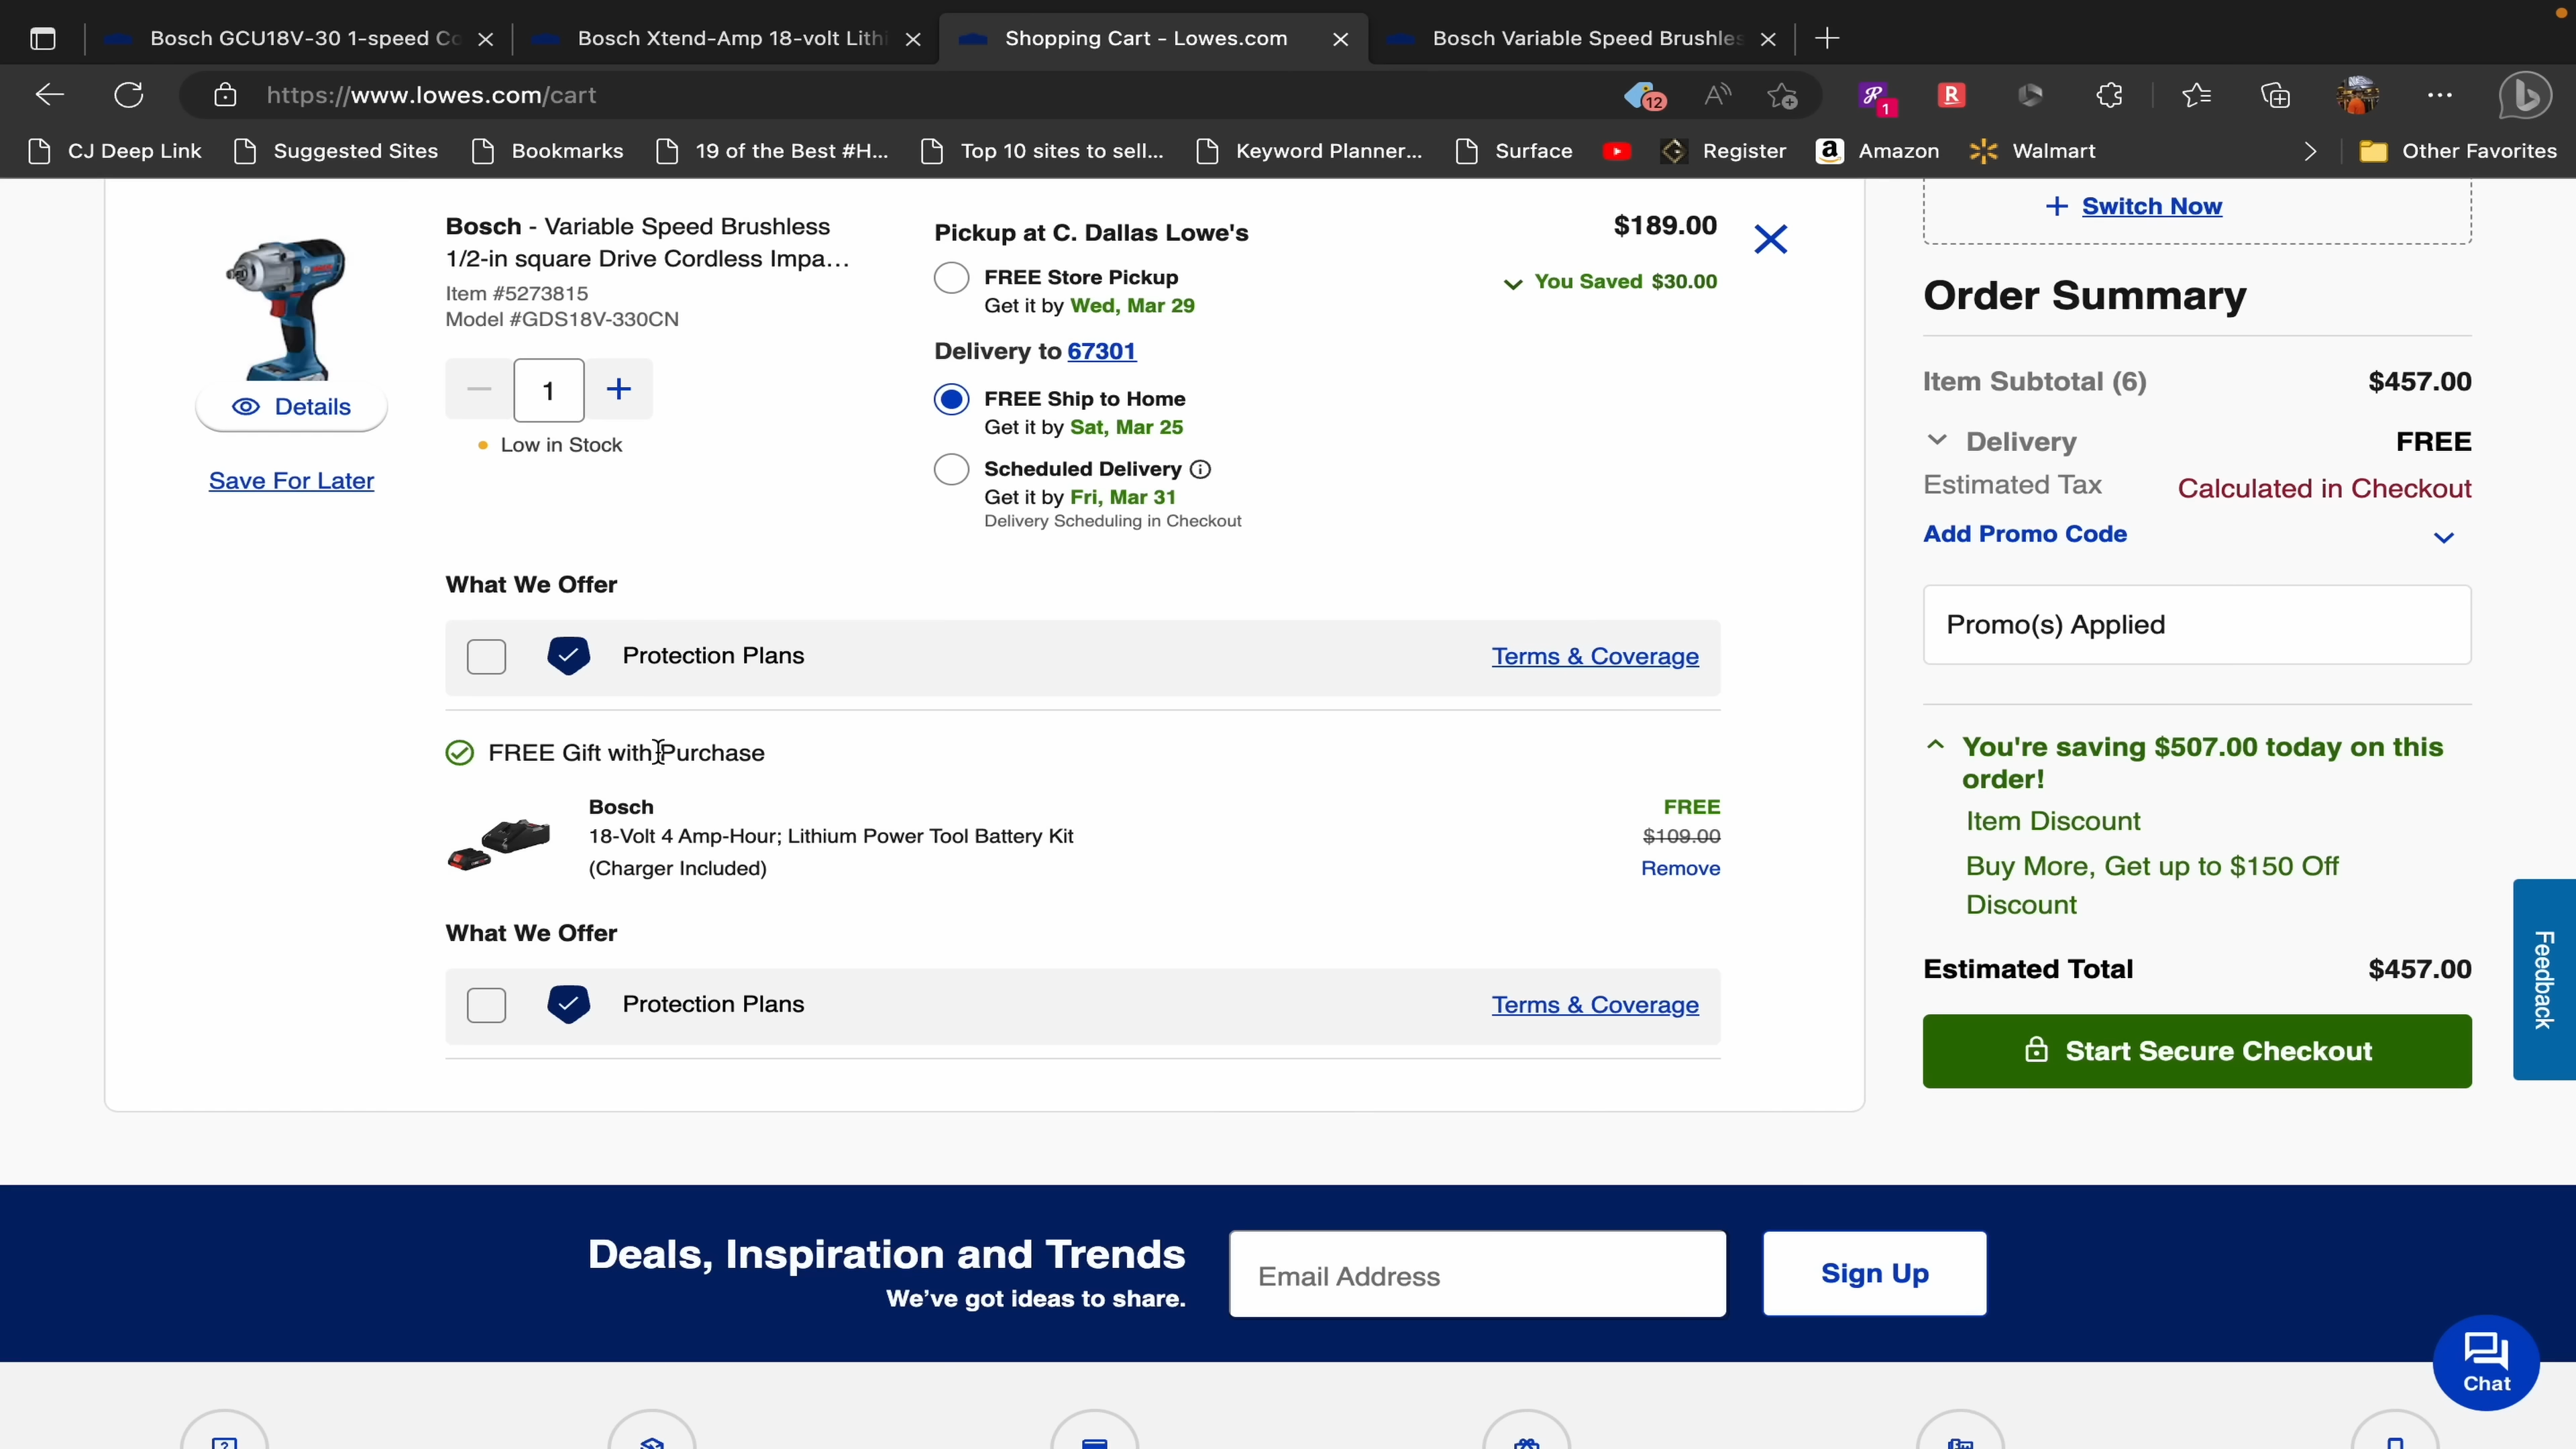 Bosch GCU18V-30 1-speed Co
Bosch Xtend-Amp 18-volt Lithi
Shopping Cart - Lowes.com
Bosch Variable Speed Brushles
https://www.lowes.com/cart
12
1
R
CJ Deep Link
Suggested Sites
Bookmarks
19 of the Best #H...
Top 10 sites to sell...
Keyword Planner...
Surface
Register
Amazon
Walmart
Other Favorites
Bosch - Variable Speed Brushless
1/2-in square Drive Cordless Impa...
Item #5273815
Model #GDS18V-330CN
1
Low in Stock
Details
Save For Later
Pickup at C. Dallas Lowe's
FREE Store Pickup
Get it by Wed, Mar 29
Delivery to 67301
FREE Ship to Home
Get it by Sat, Mar 25
Scheduled Delivery
Get it by Fri, Mar 31
Delivery Scheduling in Checkout
$189.00
You Saved $30.00
What We Offer
Protection Plans
Terms & Coverage
FREE Gift with Purchase
Bosch
18-Volt 4 Amp-Hour; Lithium Power Tool Battery Kit
(Charger Included)
FREE
$109.00
Remove
What We Offer
Protection Plans
Terms & Coverage
+ Switch Now
Order Summary
Item Subtotal (6) $457.00
Delivery FREE
Estimated Tax Calculated in Checkout
Add Promo Code
Promo(s) Applied
You're saving $507.00 today on this
order!
Item Discount
Buy More, Get up to $150 Off
Discount
Estimated Total $457.00
Start Secure Checkout
Feedback
Deals, Inspiration and Trends
We've got ideas to share.
Email Address
Sign Up
Chat